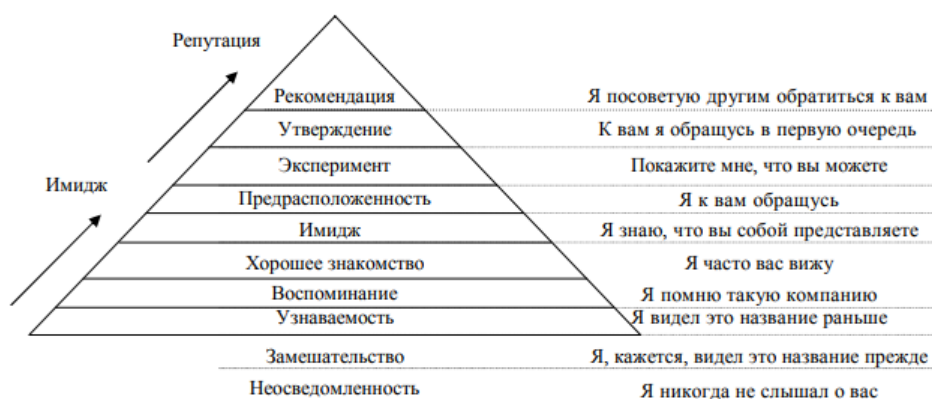 Репутация
Рекомендация Я посоветую другим обратиться к вам
Утверждение К вам я обращусь в первую очередь
Эксперимент Покажите мне, что вы можете
Имидж
Предрасположенность Я к вам обращусь
Имидж Я знаю, что вы собой представляете
Хорошее знакомство Я часто вас вижу
Воспоминание Я помню такую компанию
Узнаваемость Я видел это название раньше
Замешательство Я, кажется, видел это название прежде
Неосведомленность Я никогда не слышал о вас